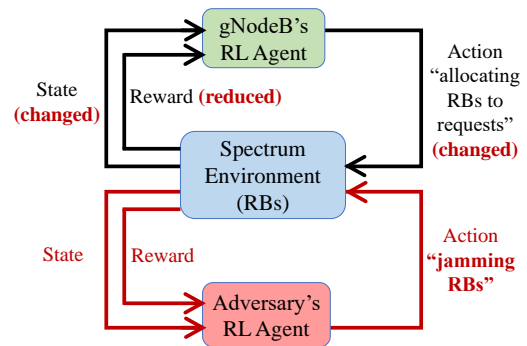 gNodeB's
RL Agent
State
(changed)
Reward (reduced)
Action
“allocating
RBs to
requests”
(changed)
Spectrum
Environment
(RBs)
State
Reward
Action
“jamming
RBs”
Adversary's
RL Agent